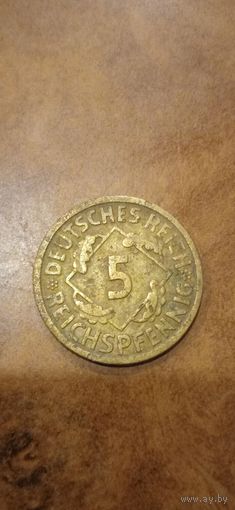 DEUTSCHES REICH
5
REICHSPFENNIG
www.ay.by